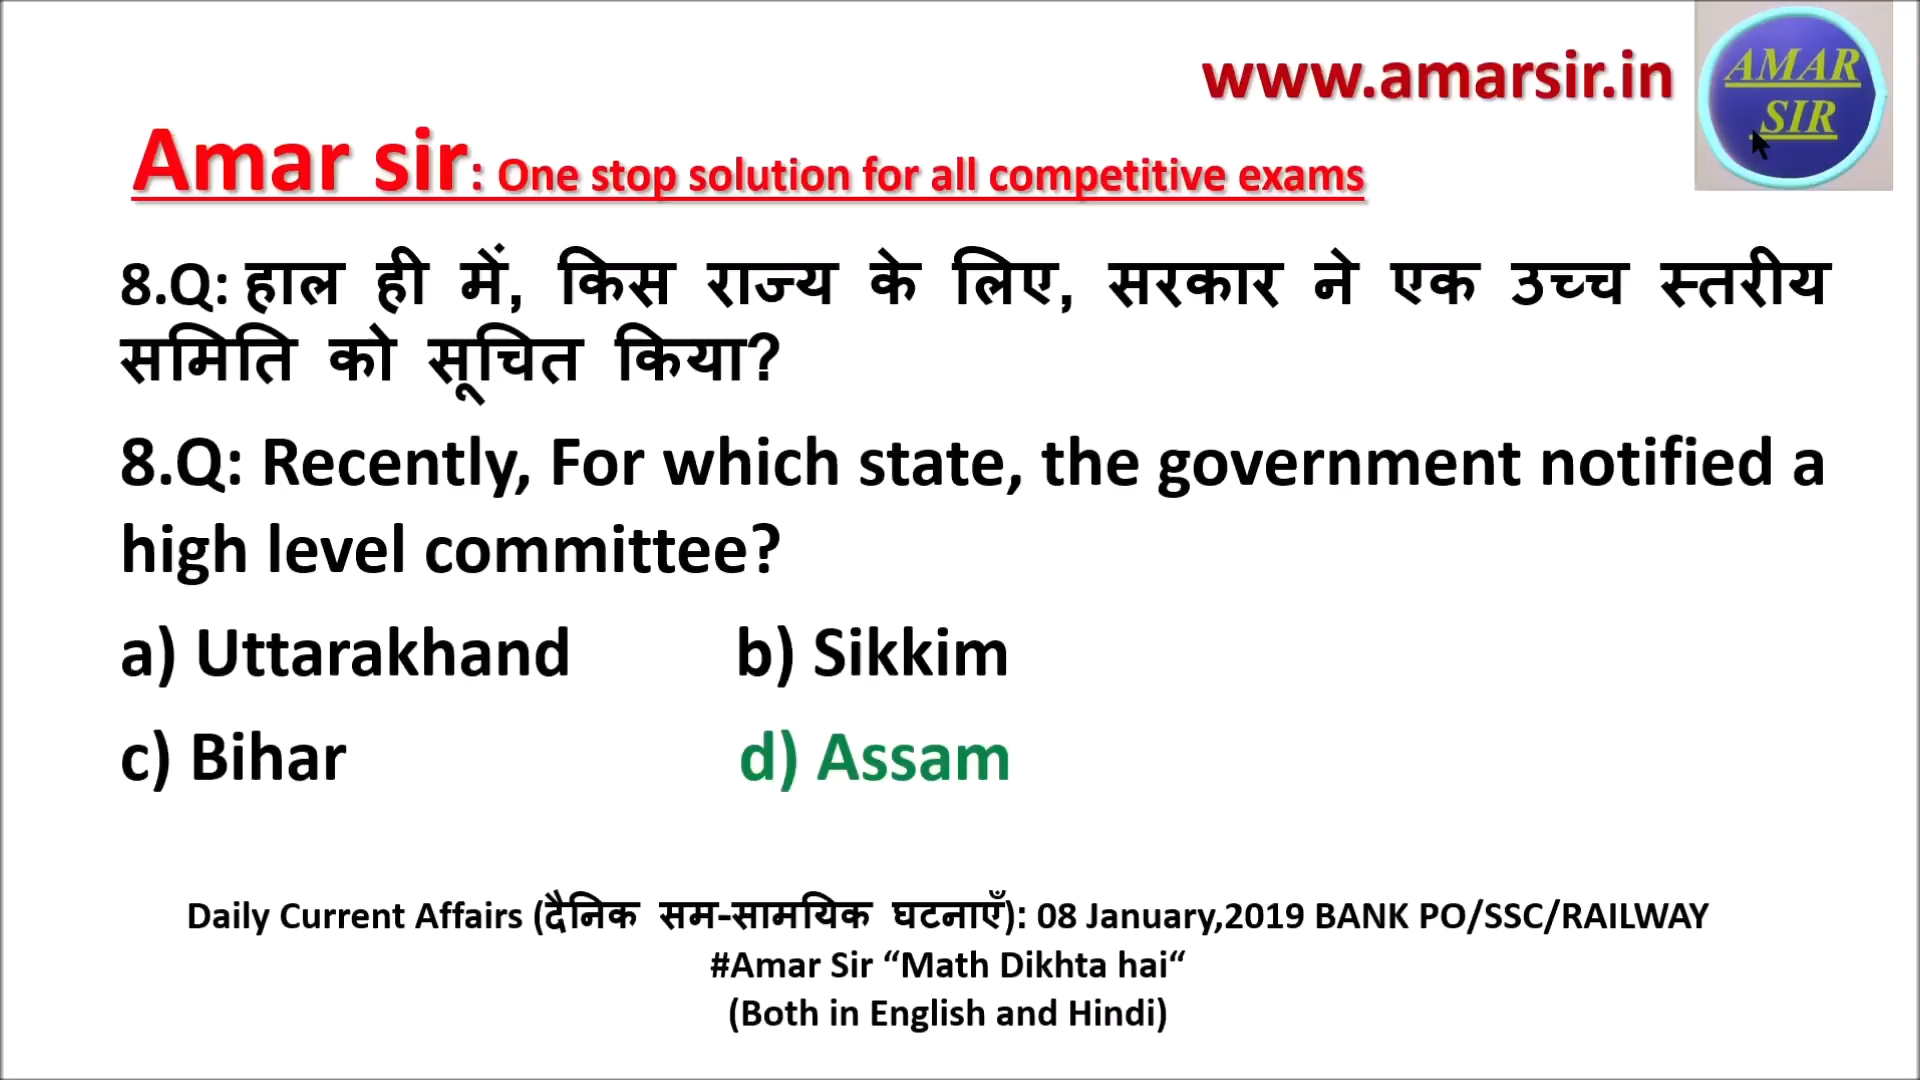 www.amarsir.in
AMAR
SIR
Amar sir: One stop solution for all competitive exams
8.Q: हाल ही में, किस राज्य के लिए, सरकार ने एक उच्च स्तरीय
समिति को सूचित किया?
8.Q: Recently, For which state, the government notified a
high level committee?
a) Uttarakhand b) Sikkim
c) Bihar d) Assam
Daily Current Affairs (दैनिक सम-सामयिक घटनाएँ): 08 January,2019 BANK PO/SSC/RAILWAY
#Amar Sir “Math Dikhta hai“
(Both in English and Hindi)